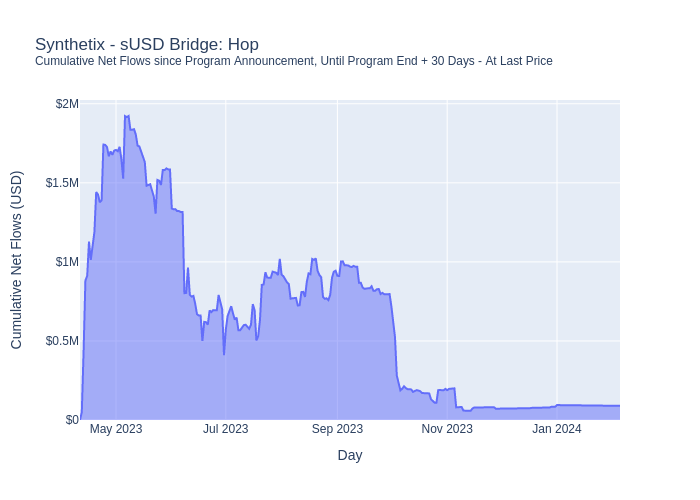 Synthetix - sUSD Bridge: Hop
Cumulative Net Flows since Program Announcement, Until Program End + 30 Days - At Last Price
$2M
$1.5M
$1M
$0.5M
$0
Cumulative Net Flows (USD)
May 2023
Jul 2023
Sep 2023
Nov 2023
Jan 2024
Day